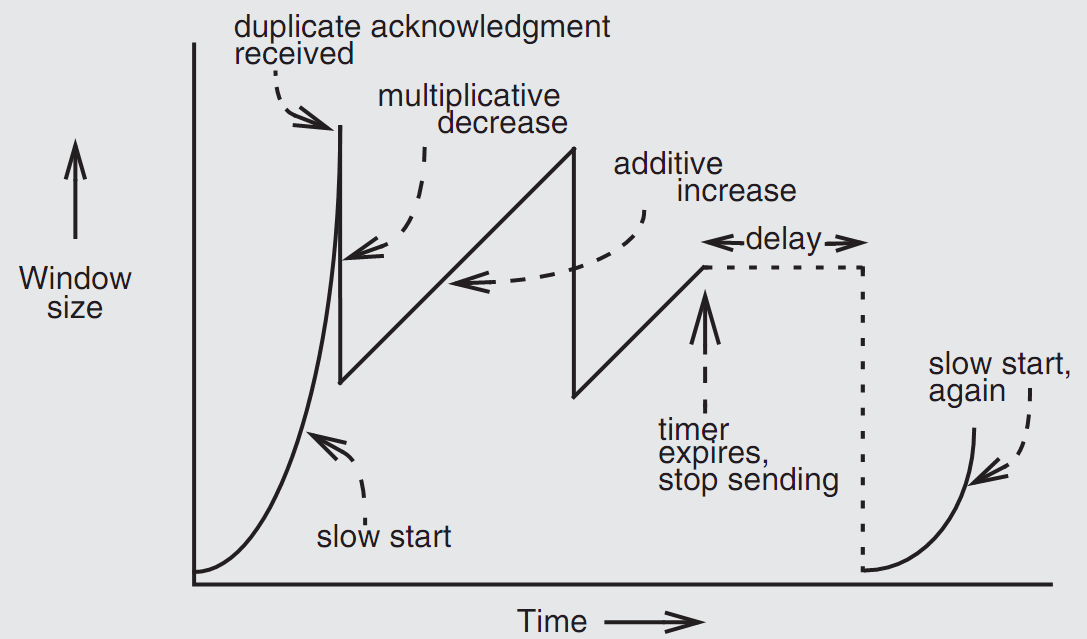 duplicate acknowledgment
received
multiplicative
decrease
additive
increase
delay
Window
size
slow start,
again
timer
expires,
stop sending
slow start
Time